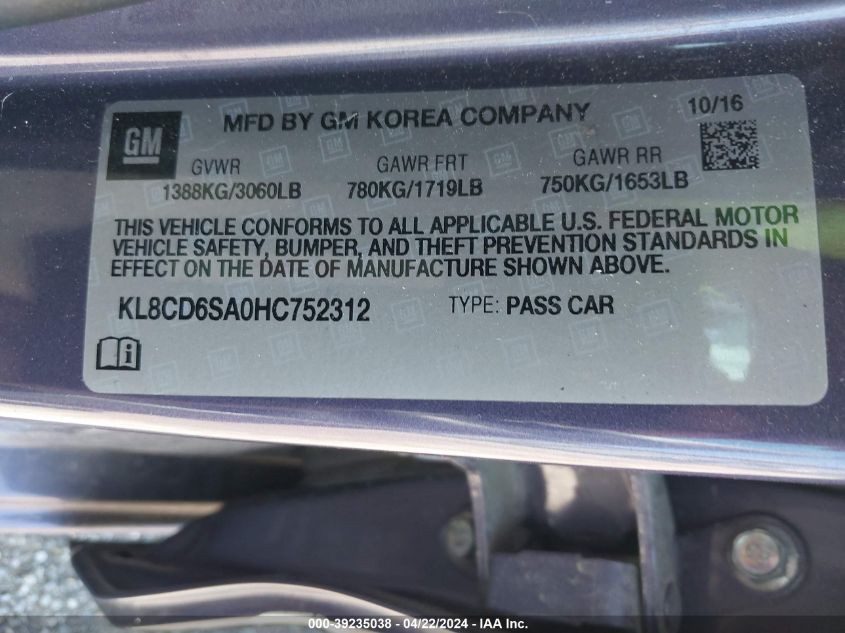 GM
MFD BY GM KOREA COMPANY
10/16
GVWR GAWR FRT GAWR RR
1388KG/3060LB 780KG/1719LB 750KG/1653LB
THIS VEHICLE CONFORMS TO ALL APPLICABLE U.S. FEDERAL MOTOR
VEHICLE SAFETY, BUMPER, AND THEFT PREVENTION STANDARDS IN
EFFECT ON THE DATE OF MANUFACTURE SHOWN ABOVE.
KL8CD6SA0HC752312 TYPE: PASS CAR
000-39235038 - 04/22/2024 - IAA Inc.